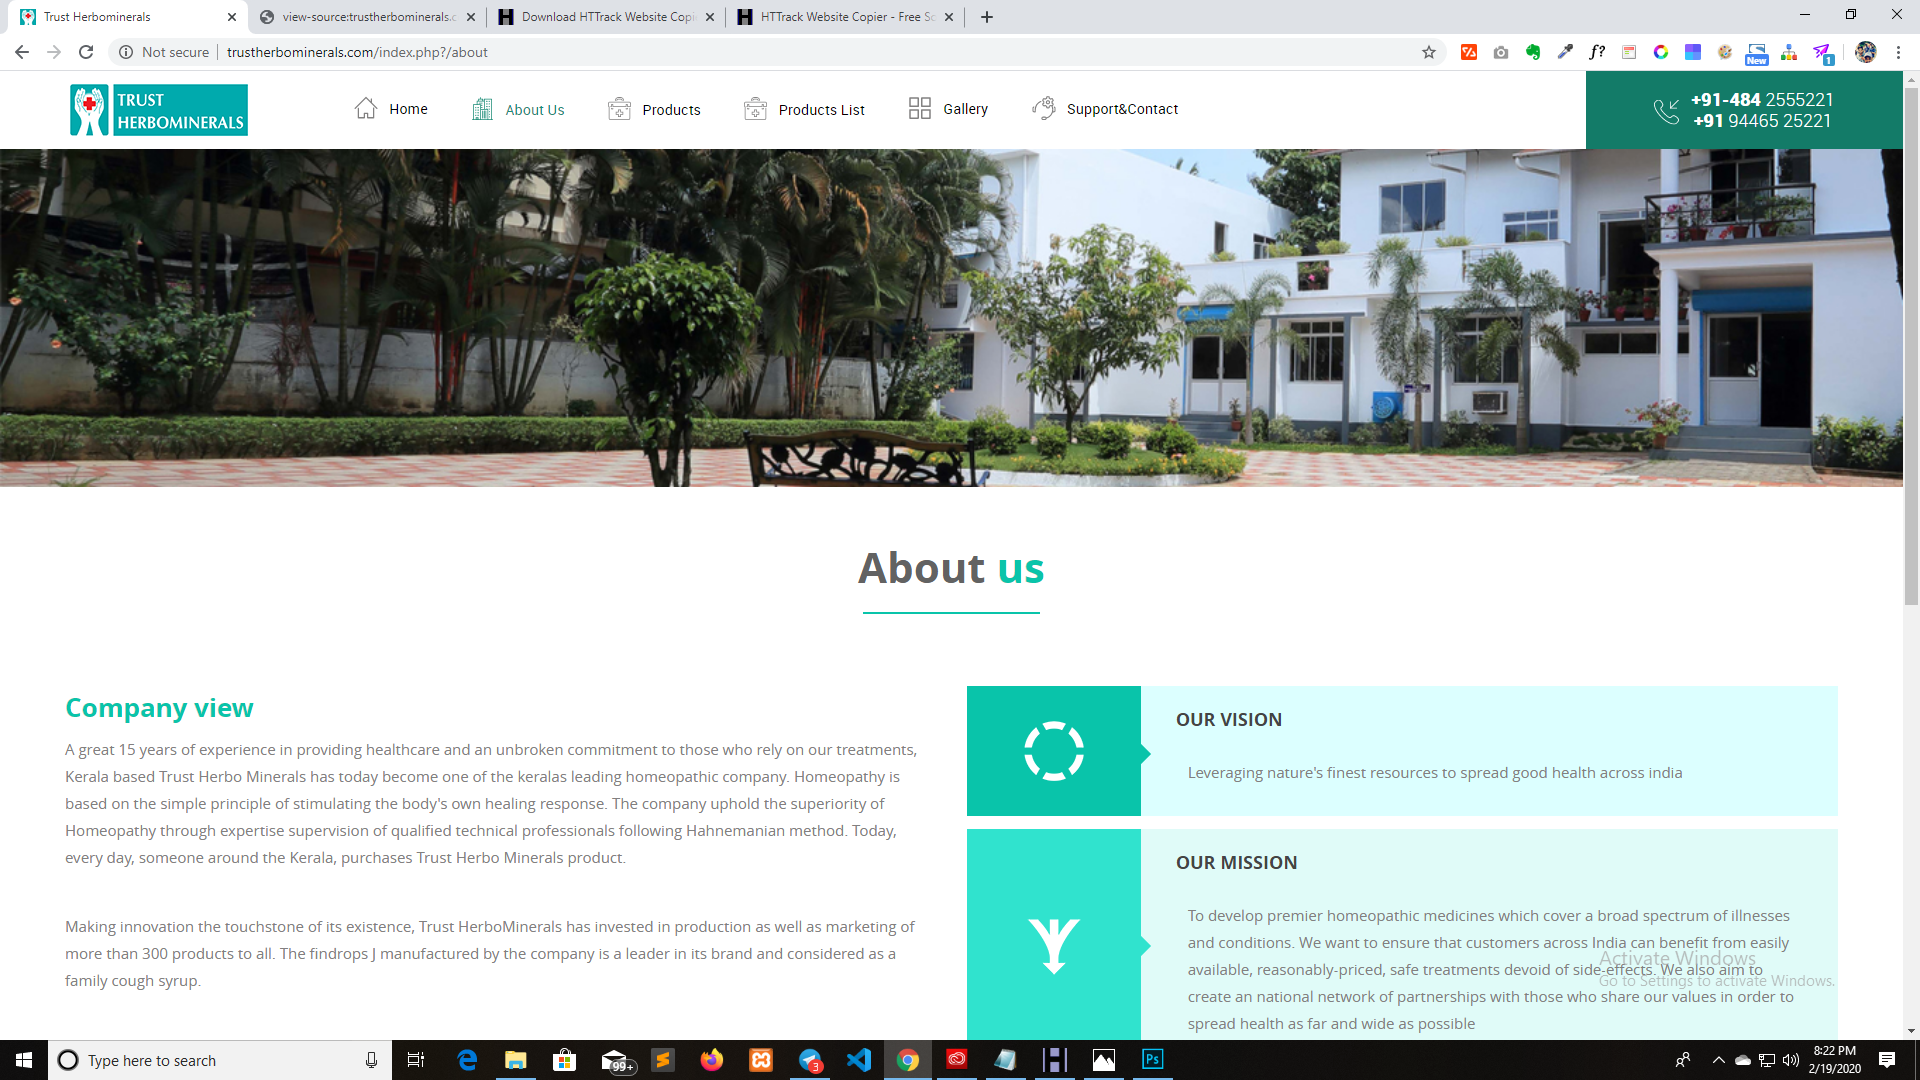 Trust Herbominerals
view-source:trustherbominerals.c
Download HTTrack Website Copi
HTTrack Website Copier - Free So
Not secure
trustherbominerals.com/index.php?/about
f?
New
1
TRUST
HERBOMINERALS
Home
About Us
Products
Products List
Gallery
Support&Contact
+91-484 2555221
+91 94465 25221
About us
Company view
A great 15 years of experience in providing healthcare and an unbroken commitment to those who rely on our treatments,
Kerala based Trust Herbo Minerals has today become one of the keralas leading homeopathic company. Homeopathy is
based on the simple principle of stimulating the body's own healing response. The company uphold the superiority of
Homeopathy through expertise supervision of qualified technical professionals following Hahnemanian method. Today,
every day, someone around the Kerala, purchases Trust Herbo Minerals product.
Making innovation the touchstone of its existence, Trust HerboMinerals has invested in production as well as marketing of
more than 300 products to all. The findrops J manufactured by the company is a leader in its brand and considered as a
family cough syrup.
OUR VISION
Leveraging nature's finest resources to spread good health across india
OUR MISSION
To develop premier homeopathic medicines which cover a broad spectrum of illnesses
and conditions. We want to ensure that customers across India can benefit from easily
available, reasonably-priced, safe treatments devoid of side-effects. We also aim to
create an national network of partnerships with those who share our values in order to
spread health as far and wide as possible
Activate Windows
Go to Settings to activate Windows.
Type here to search
99+
3
Ps
8:22 PM
2/19/2020